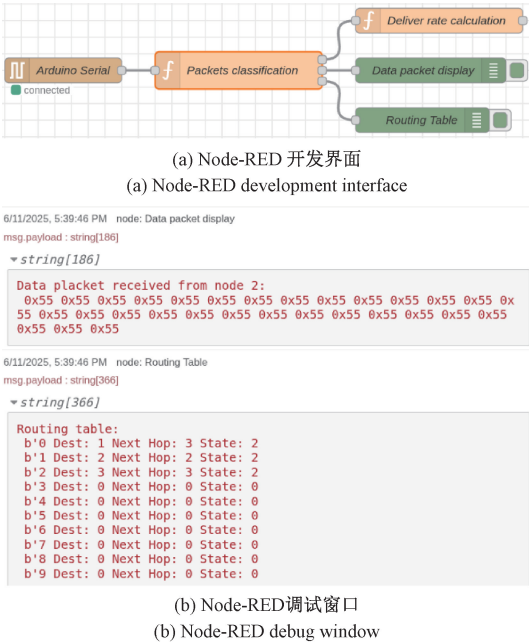 Deliver rate calculation
Arduino Serial
Packets classification
Data packet display
connected
Routing Table
(a) Node-RED 开发界面
(a) Node-RED development interface
6/11/2025, 5:39:46 PM node: Data packet display
msg.payload : string[186]
string[186]
Data placket received from node 2:
0x55 0x55 0x55 0x55 0x55 0x55 0x55 0x55 0x55 0x55 0x55 0x55 0x55 0x
55 0x55 0x55 0x55 0x55 0x55 0x55 0x55 0x55 0x55 0x55 0x55 0x55 0x55
0x55 0x55 0x55
6/11/2025, 5:39:46 PM node: Routing Table
msg.payload : string[366]
string[366]
Routing table:
b'0 Dest: 1 Next Hop: 3 State: 2
b'1 Dest: 2 Next Hop: 2 State: 2
b'2 Dest: 3 Next Hop: 3 State: 2
b'3 Dest: 0 Next Hop: 0 State: 0
b'4 Dest: 0 Next Hop: 0 State: 0
b'5 Dest: 0 Next Hop: 0 State: 0
b'6 Dest: 0 Next Hop: 0 State: 0
b'7 Dest: 0 Next Hop: 0 State: 0
b'8 Dest: 0 Next Hop: 0 State: 0
b'9 Dest: 0 Next Hop: 0 State: 0
(b) Node-RED调试窗口
(b) Node-RED debug window